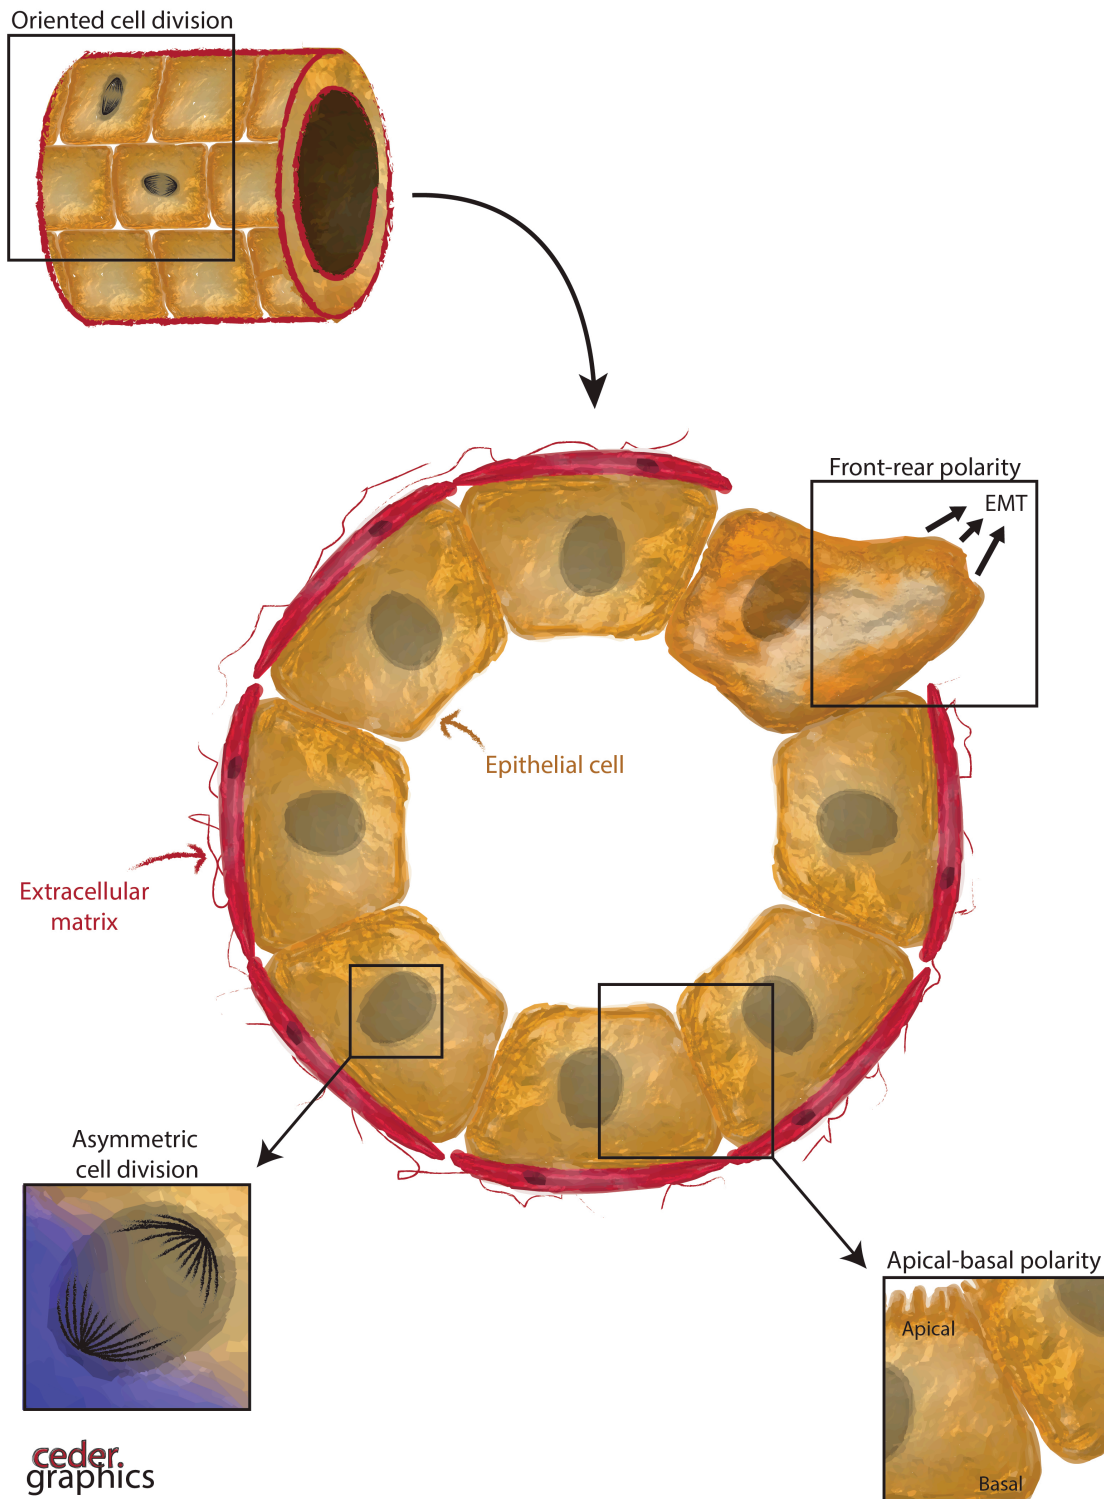 Oriented cell division
Front-rear polarity
EMT
Epithelial cell
Extracellular
matrix
Asymmetric
cell division
Apical-basal polarity
Apical
Basal
ceder.
graphics